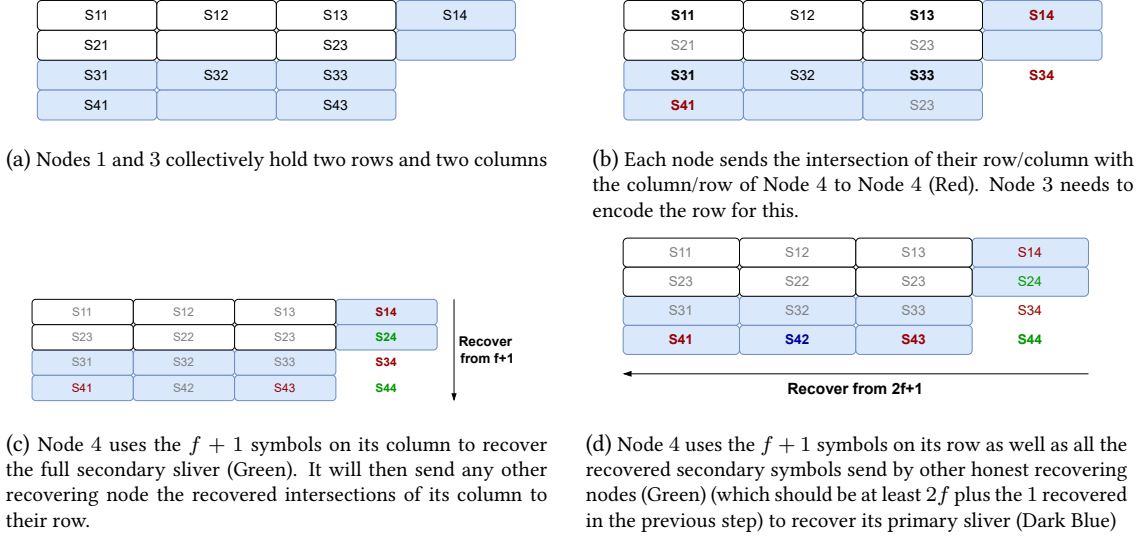 S11 S12 S13 S14
S21 S23
S31 S32 S33
S41 S43
(a) Nodes 1 and 3 collectively hold two rows and two columns
S11 S12 S13 S14
S21 S23
S31 S32 S33 S34
S41 S23
(b) Each node sends the intersection of their row/column with
the column/row of Node 4 to Node 4 (Red). Node 3 needs to
encode the row for this.
S11 S12 S13 S14
S23 S22 S23 S24
S31 S32 S33 S34
S41 S42 S43 S44
Recover
from f+1
(c) Node 4 uses the f + 1 symbols on its column to recover
the full secondary sliver (Green). It will then send any other
recovering node the recovered intersections of its column to
their row.
S11 S12 S13 S14
S23 S22 S23 S24
S31 S32 S33 S34
S41 S42 S43 S44
Recover from 2f+1
(d) Node 4 uses the f + 1 symbols on its row as well as all the
recovered secondary symbols send by other honest recovering
nodes (Green) (which should be at least 2f plus the 1 recovered
in the previous step) to recover its primary sliver (Dark Blue)